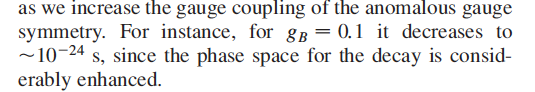 as we increase the gauge coupling of the anomalous gauge
symmetry. For instance, for g_B = 0.1 it decreases to
~10^{-24} s, since the phase space for the decay is consid-
erably enhanced.